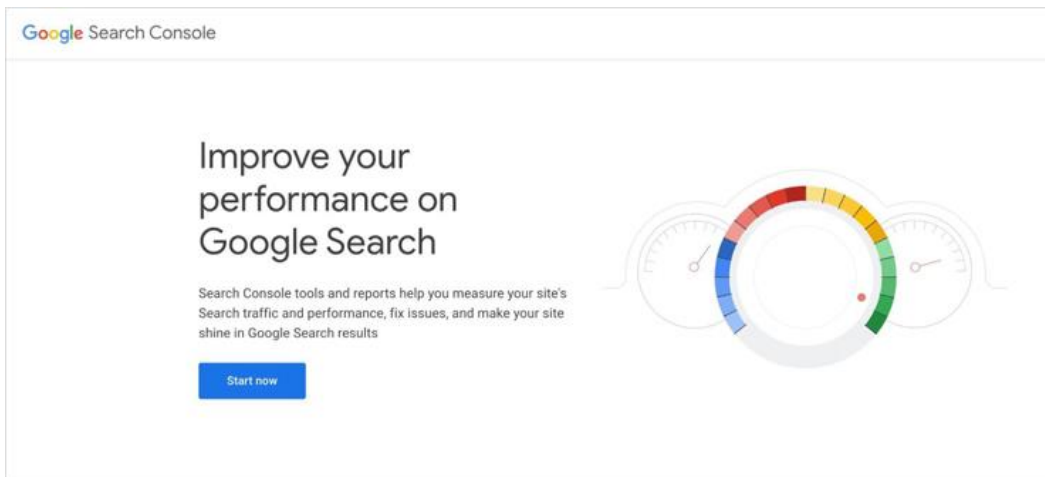 Google Search Console
Improve your
performance on
Google Search
Search Console tools and reports help you measure your site's
Search traffic and performance, fix issues, and make your site
shine in Google Search results
Start now